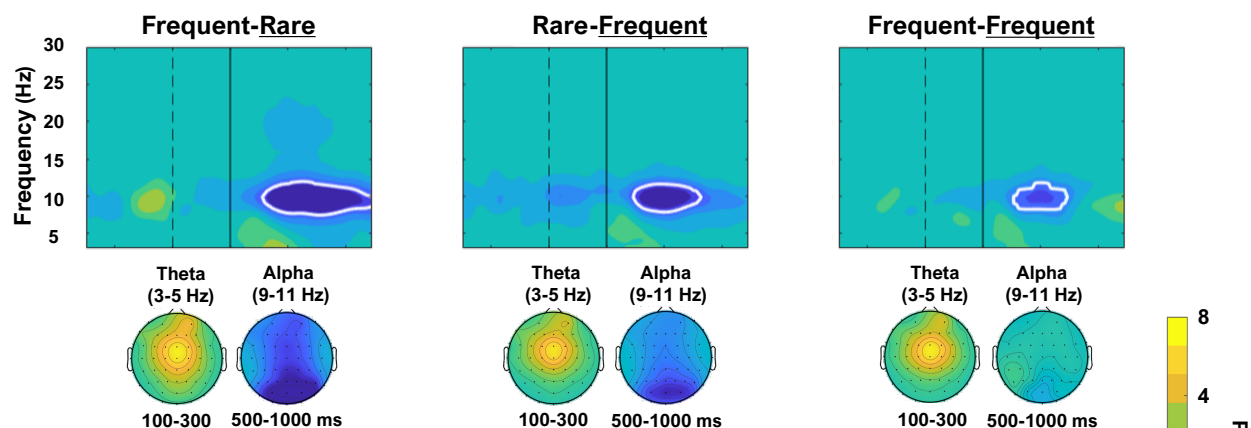 Frequent-Rare Rare-Frequent Frequent-Frequent
30
25
20
15
10
5
Frequency (Hz)
Theta Alpha Theta Alpha Theta Alpha
(3-5 Hz) (9-11 Hz) (3-5 Hz) (9-11 Hz) (3-5 Hz) (9-11 Hz)
8
4
100-300 500-1000 ms 100-300 500-1000 ms 100-300 500-1000 ms